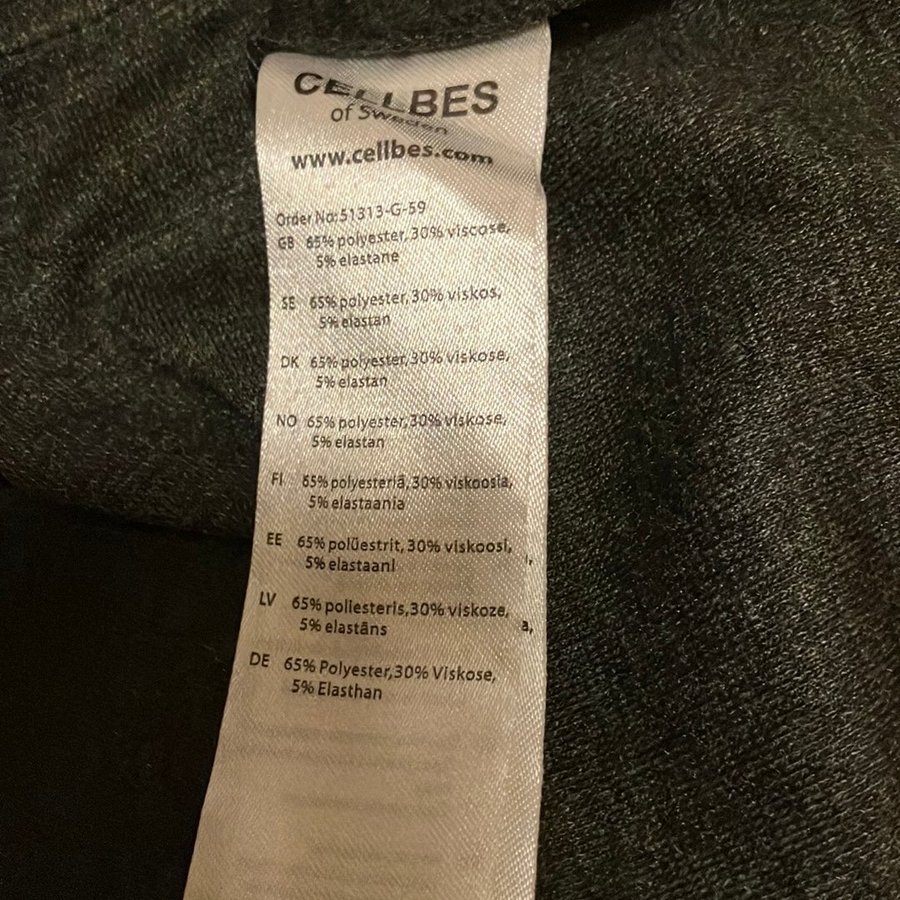 CELLBES
of Sweden
www.cellbes.com
Order No:51313-G-59
GB 65% polyester, 30% viscose,
5% elastane
SE 65% polyester, 30% viskos,
5% elastan
DK 65% polyester, 30% viskose,
5% elastan
NO 65% polyester, 30% viskose,
5% elastan
FI 65% polyesteriä, 30% viskoosia,
5% elastaania
EE 65% polüestrit, 30% viskoosi,
5% elastaani
LV 65% poliesteris,30% viskoze,
5% elastāns
DE 65% Polyester,30% Viskose,
5% Elasthan